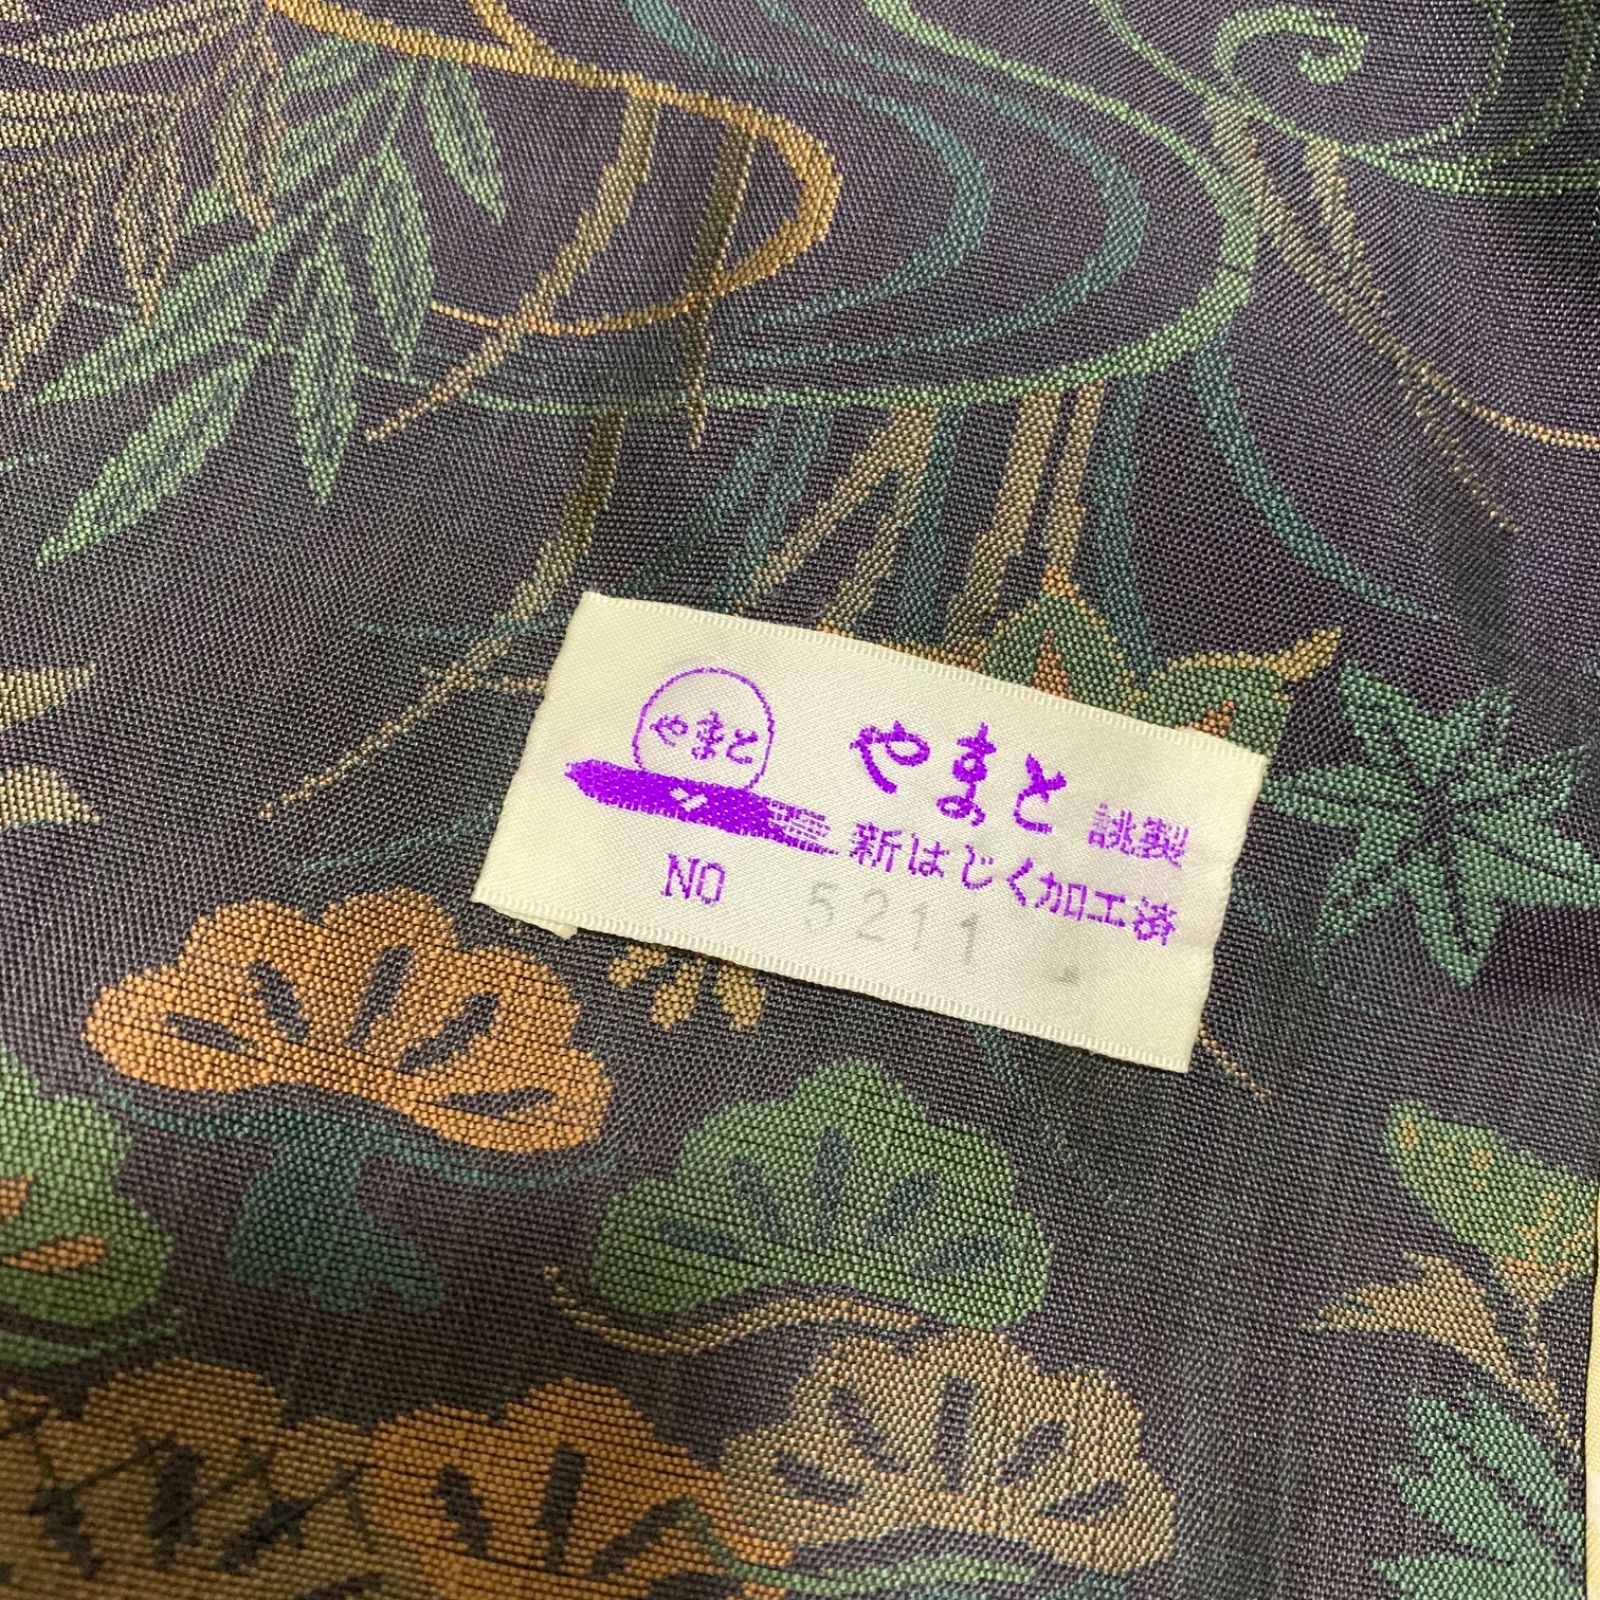 やまと
やまと 誂製
新はじく加工済
NO 5211